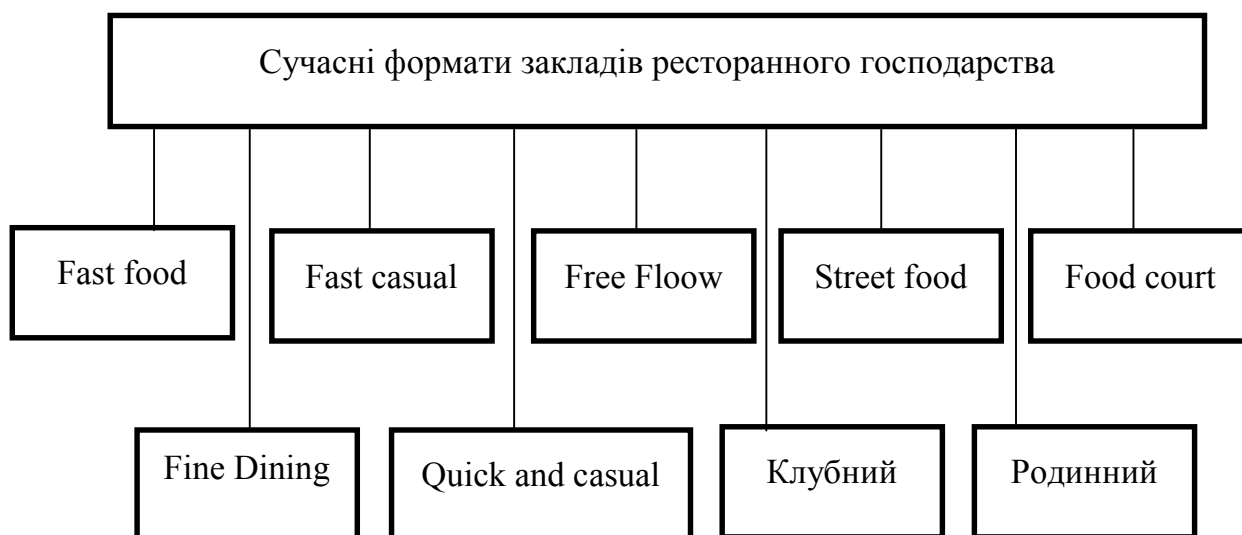 Сучасні формати закладів ресторанного господарства
Fast food
Fast casual
Free Floow
Street food
Food court
Fine Dining
Quick and casual
Клубний
Родинний